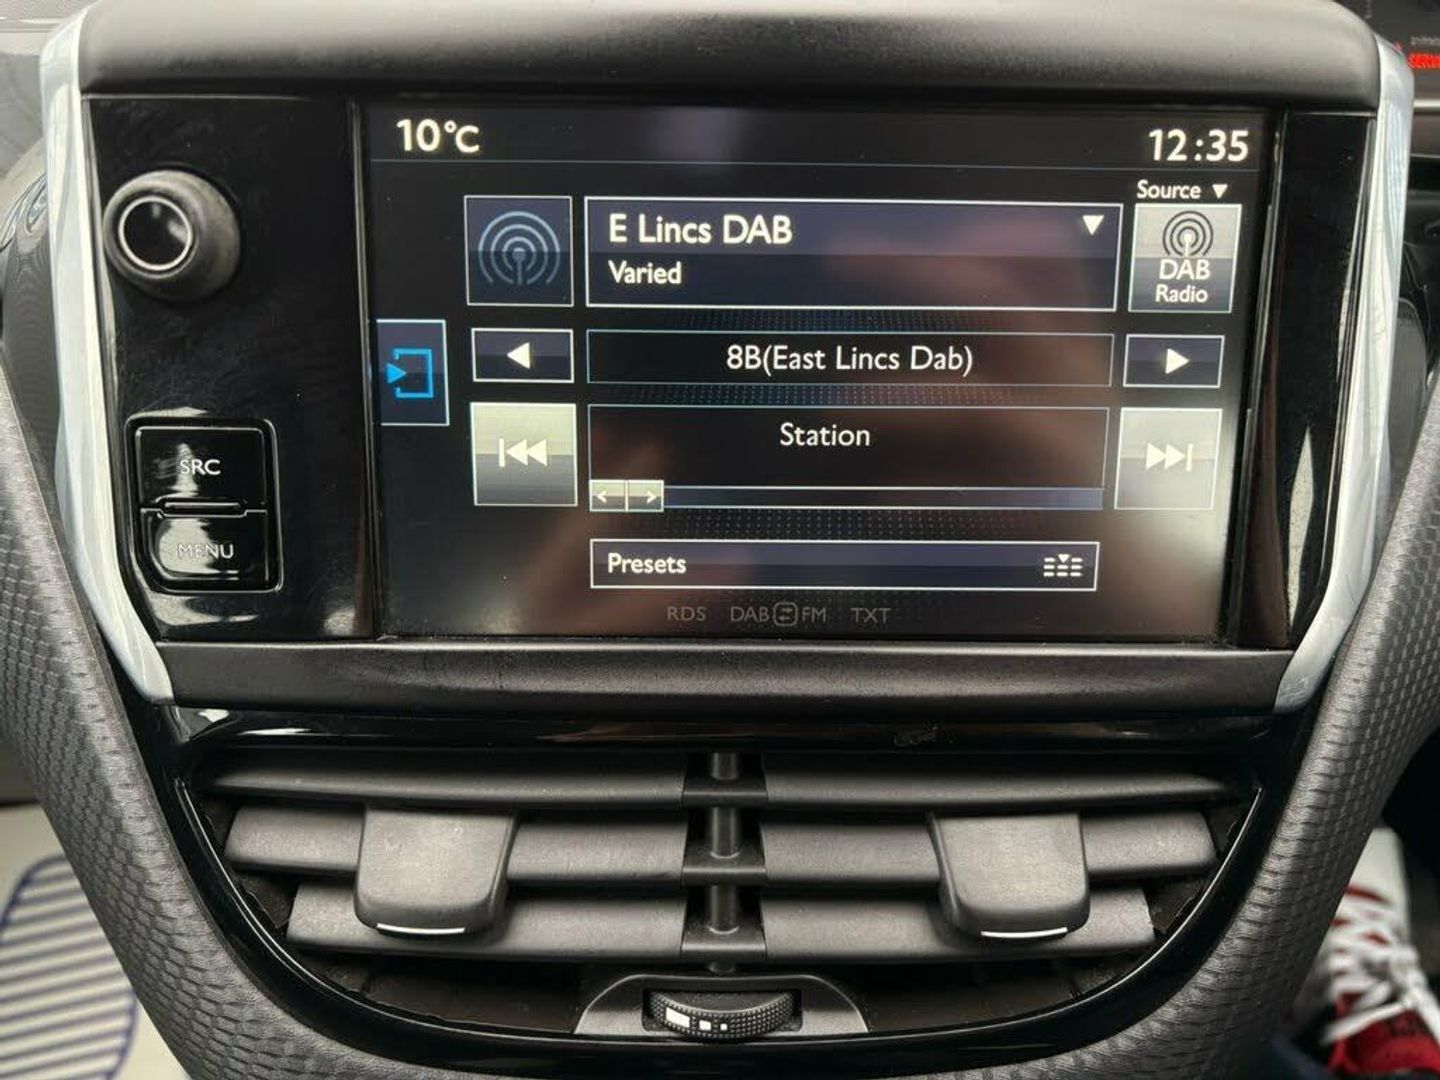 10°C
12:35
Source
E Lincs DAB
Varied
DAB
Radio
8B(East Lincs Dab)
Station
Presets
RDS DAB FM TXT
SRC
MENU